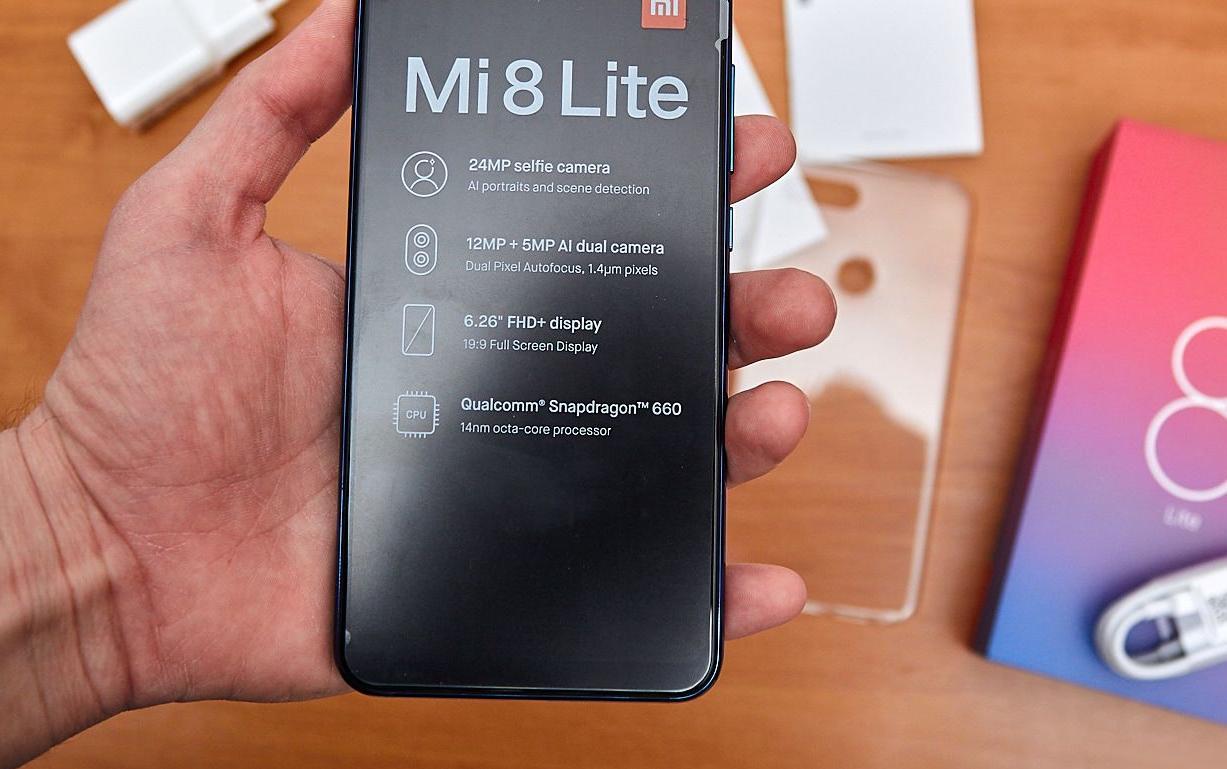 mi
Mi 8 Lite
24MP selfie camera
AI portraits and scene detection
12MP + 5MP AI dual camera
Dual Pixel Autofocus, 1.4μm pixels
6.26" FHD+ display
19:9 Full Screen Display
CPU
Qualcomm® Snapdragon™ 660
14nm octa-core processor
8
Lite